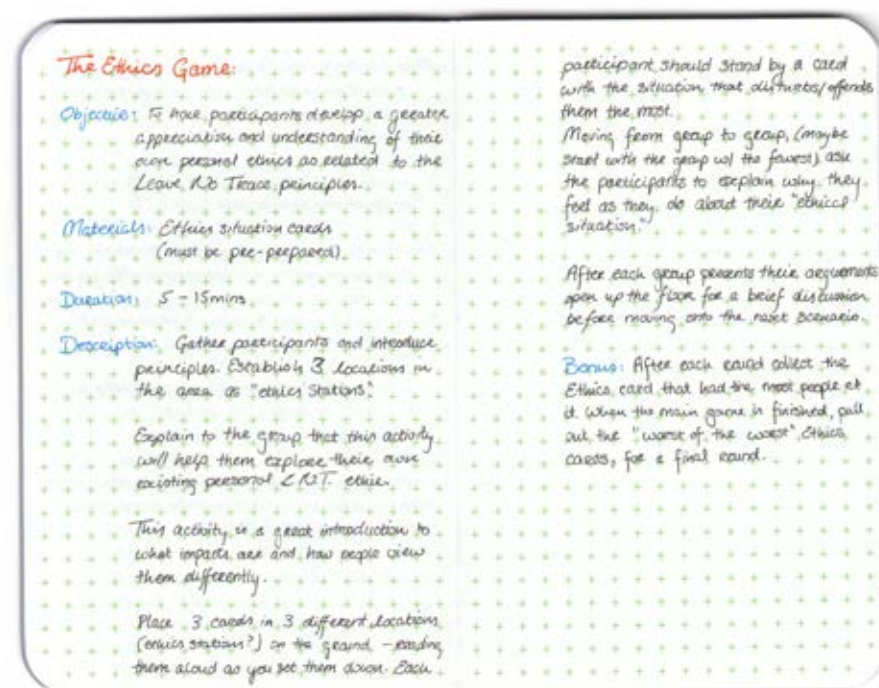 The Ethics Game:
Objective: To have participants develop a greater
appreciation and understanding of their
own personal ethics as related to the
Leave No Trace principles.
Materials: Ethics situation cards
(must be pre-prepared)
Duration: 5 - 15mins
Description: Gather participants and introduce
principles. Establish 3 locations in
the area as "ethics stations".
Explain to the group that this activity
will help them explore their own
existing personal LNT. ethic.
This activity is a great introduction to
what impacts are and how people view
them differently.
Place 3 cards in 3 different locations
(ethics stations?) on the ground - reading
them aloud as you set them down. Each
participant should stand by a card
with the situation that disturbs/offends
them the most.
Moving from group to group, (maybe
start with the group w/ the fewest) ask
the participants to explain why they
feel as they do about their "ethical
situation."
After each group presents their arguements
open up the floor for a brief discussion
before moving onto the next scenario.
Bonus: After each round collect the
Ethics card that had the most people at
it. When the main game is finished, pull
out the "worst of the worst" Ethics
cards, for a final round.